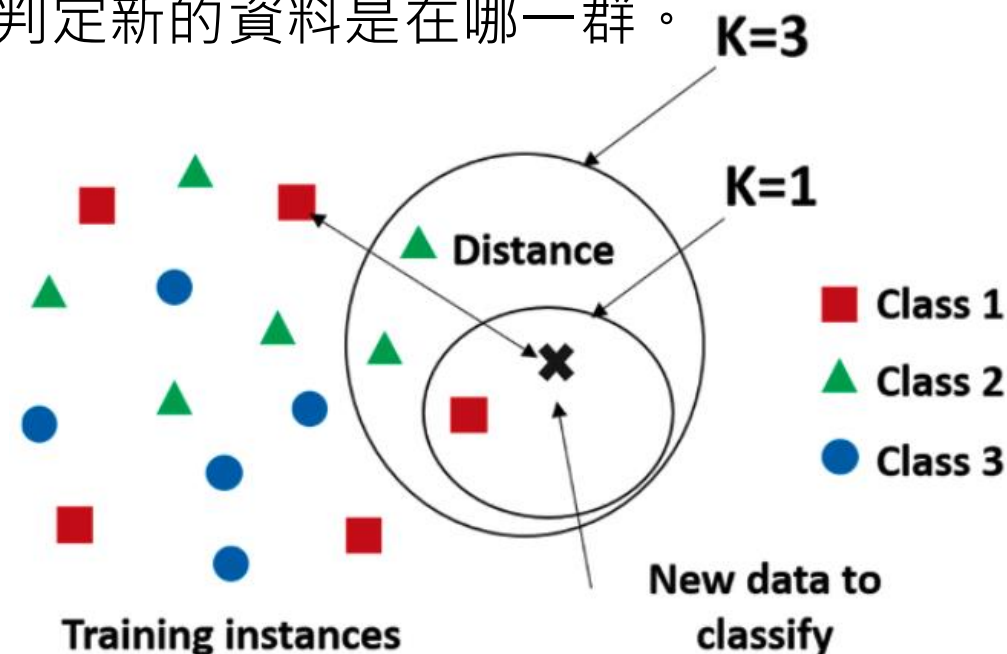 判定新的資料是在哪一群。
K=3
K=1
Distance
Class 1
Class 2
Class 3
New data to
classify
Training instances